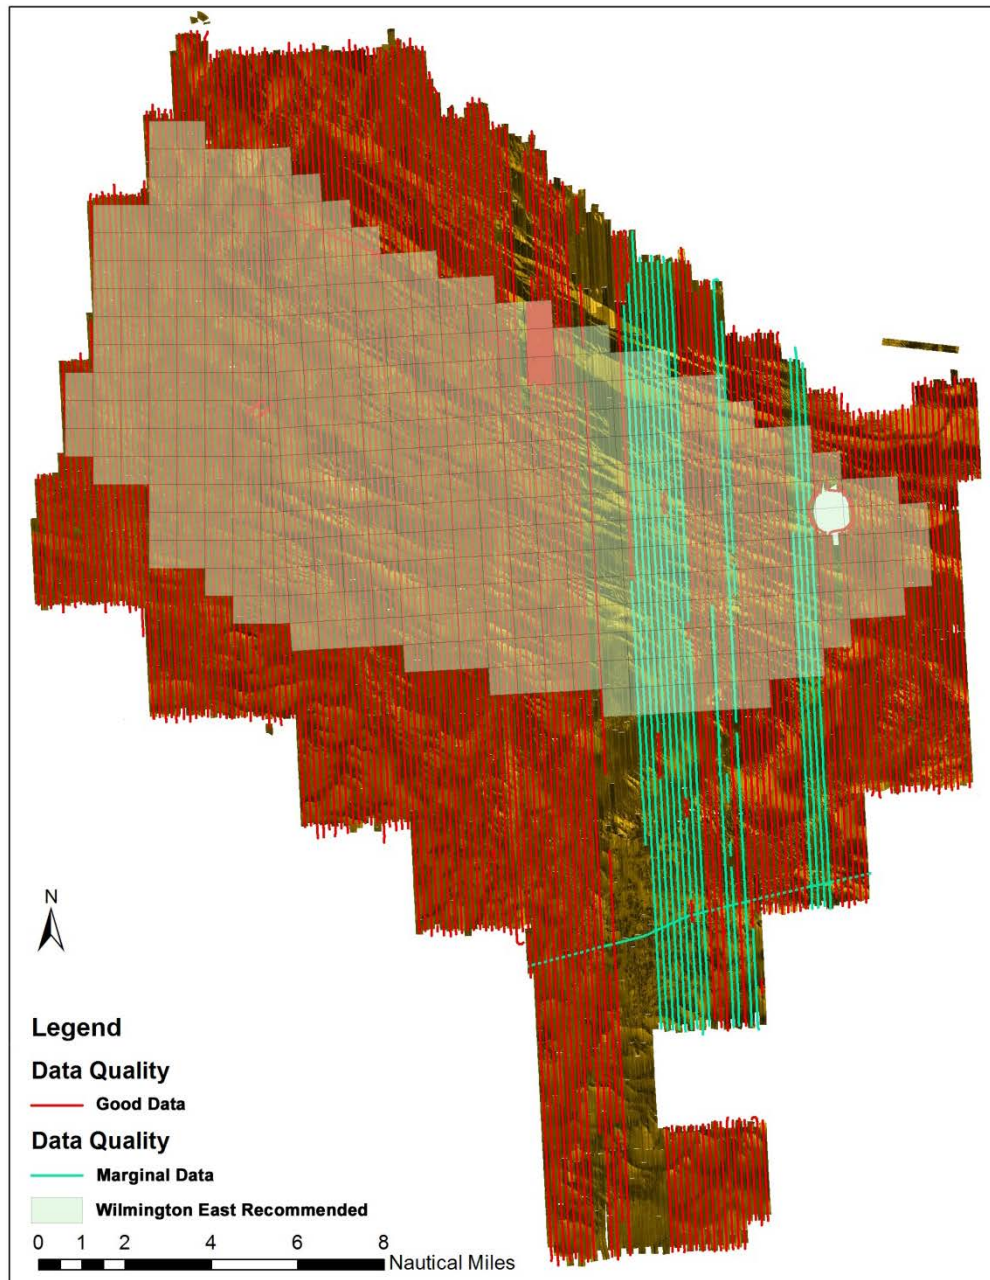 N
Legend
Data Quality
Good Data
Data Quality
Marginal Data
Wilmington East Recommended
0 1 2 4 6 8
Nautical Miles